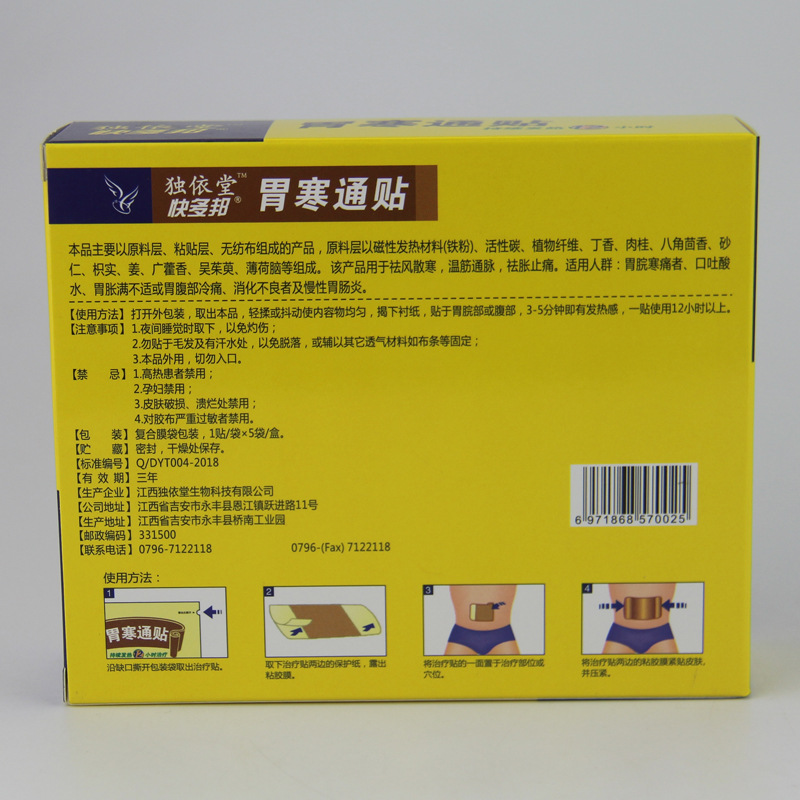 胃寒通贴
独依堂™
快多邦®
胃寒通贴
本品主要以原料层、粘贴层、无纺布组成的产品，原料层以磁性发热材料(铁粉)、活性碳、植物纤维、丁香、肉桂、八角茴香、砂
仁、枳实、姜、广藿香、吴茱萸、薄荷脑等组成。该产品用于祛风散寒，温筋通脉，祛胀止痛。适用人群：胃脘寒痛者、口吐酸
水、胃胀满不适或胃腹部冷痛、消化不良者及慢性胃肠炎。
【使用方法】打开外包装，取出本品，轻揉或抖动使内容物均匀，揭下衬纸，贴于胃脘部或腹部，3-5分钟即有发热感，一贴使用12小时以上。
【注意事项】1.夜间睡觉时取下，以免灼伤；
2.勿贴于毛发及有汗水处，以免脱落，或辅以其它透气材料如布条等固定；
3.本品外用，切勿入口。
【禁 忌】1.高热患者禁用；
2.孕妇禁用；
3.皮肤破损、溃烂处禁用；
4.对胶布严重过敏者禁用。
【包 装】复合膜袋包装，1贴/袋×5袋/盒。
【贮 藏】密封，干燥处保存。
【标准编号】Q/DYT004-2018
【有 效 期】三年
【生产企业】江西独依堂生物科技有限公司
【公司地址】江西省吉安市永丰县恩江镇跃进路11号
【生产地址】江西省吉安市永丰县桥南工业园
【邮政编码】331500
【联系电话】0796-7122118 0796-(Fax) 7122118
6 971868 570025
使用方法：
1 2 3 4
胃寒通贴
持续发热12小时治疗
沿缺口撕开包装袋取出治疗贴。
取下治疗贴两边的保护纸，露出
粘胶膜。
将治疗贴的一面置于治疗部位或
穴位。
将治疗贴两边的粘胶膜紧贴皮肤，
并压紧。